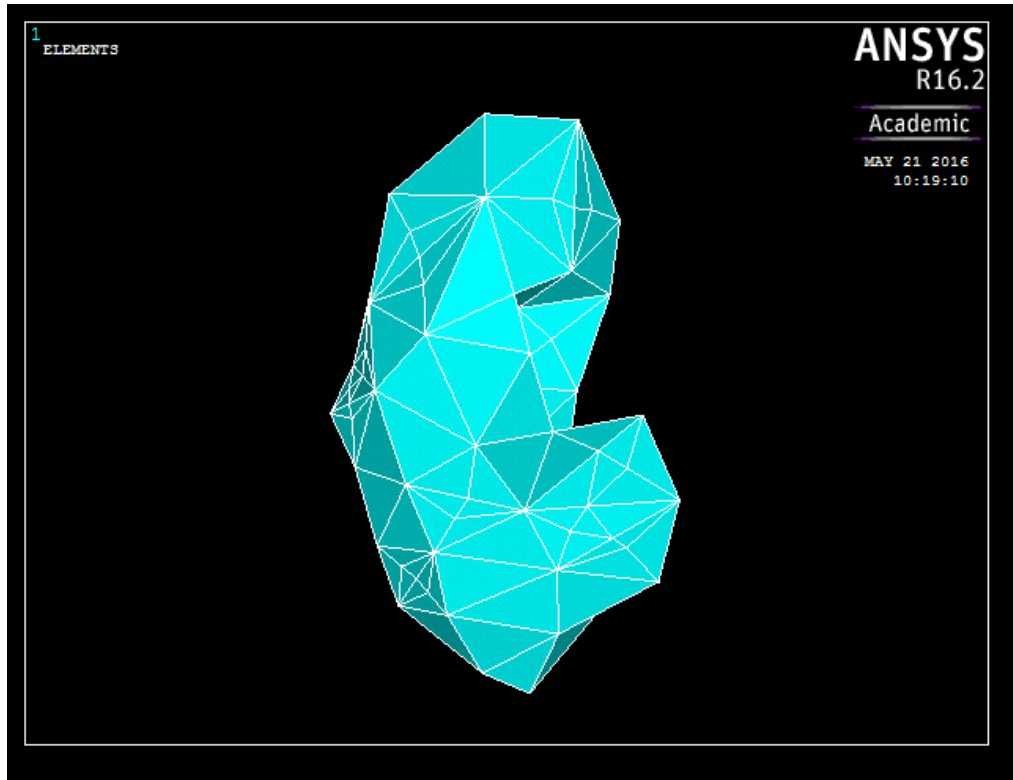 1
ELEMENTS
ANSYS
R16.2
Academic
MAY 21 2016
10:19:10